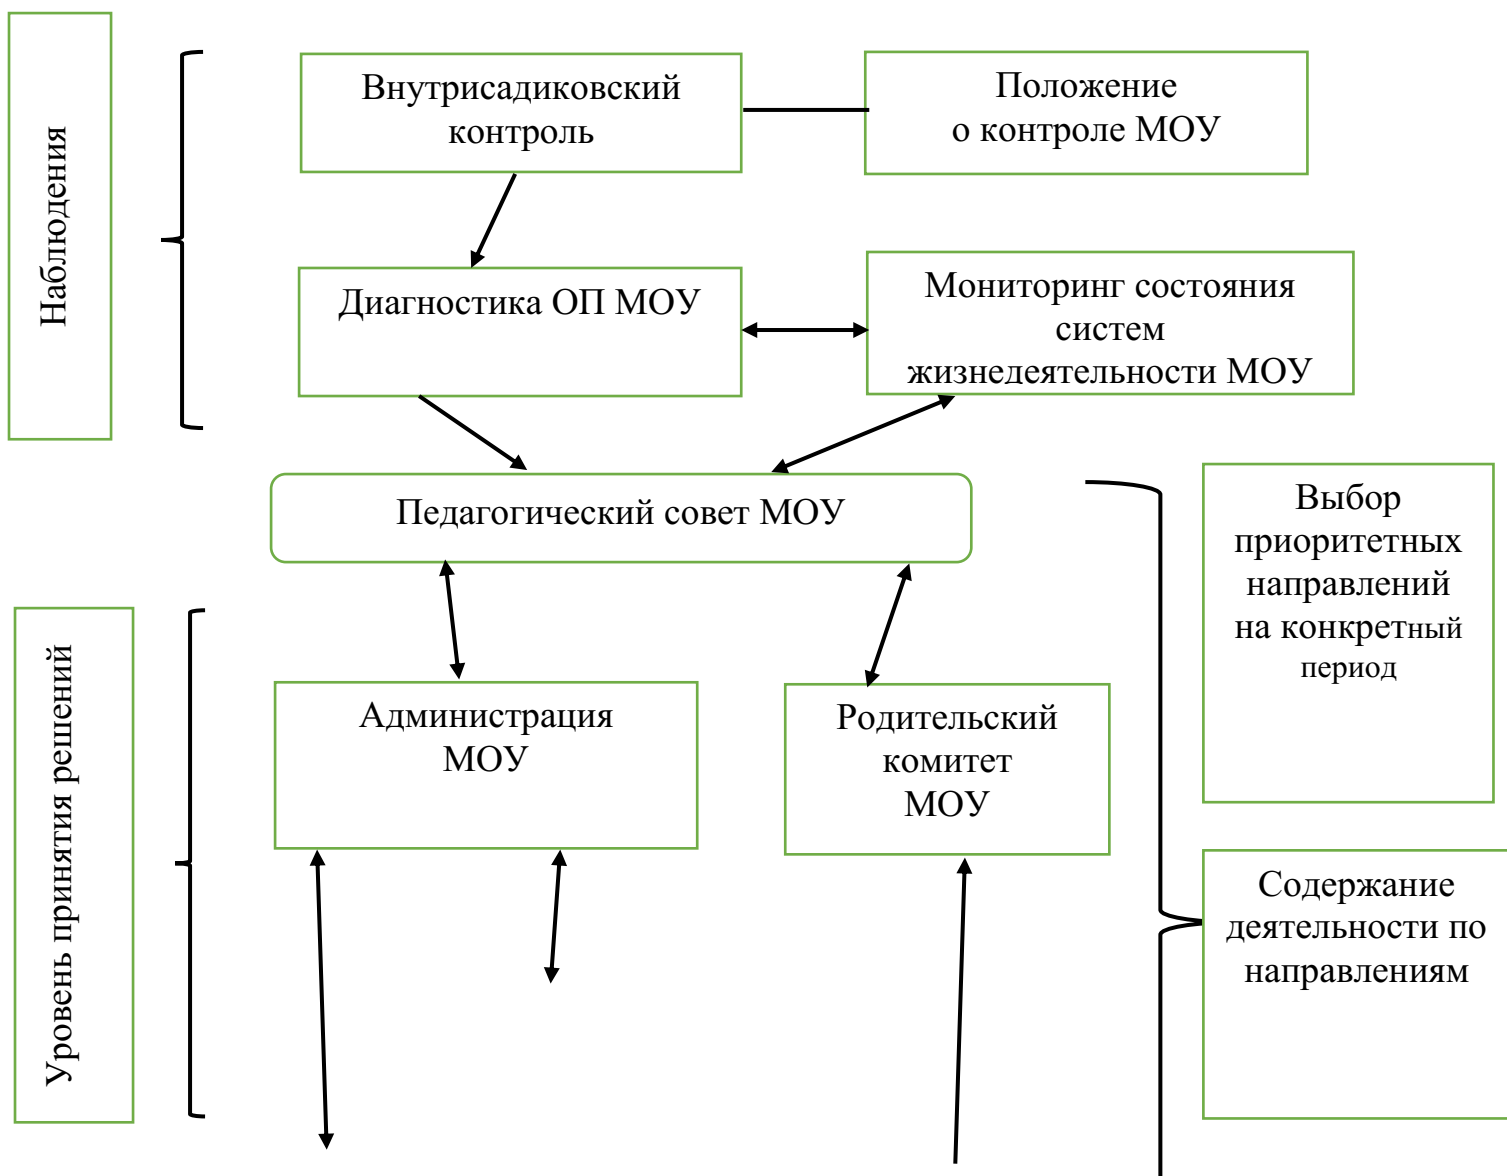 Наблюдения
Внутрисадиковский
контроль
Положение
о контроле МОУ
Диагностика ОП МОУ
Мониторинг состояния
систем
жизнедеятельности МОУ
Педагогический совет МОУ
Выбор
приоритетных
направлений
на конкретный
период
Уровень принятия решений
Администрация
МОУ
Родительский
комитет
МОУ
Содержание
деятельности по
направлениям